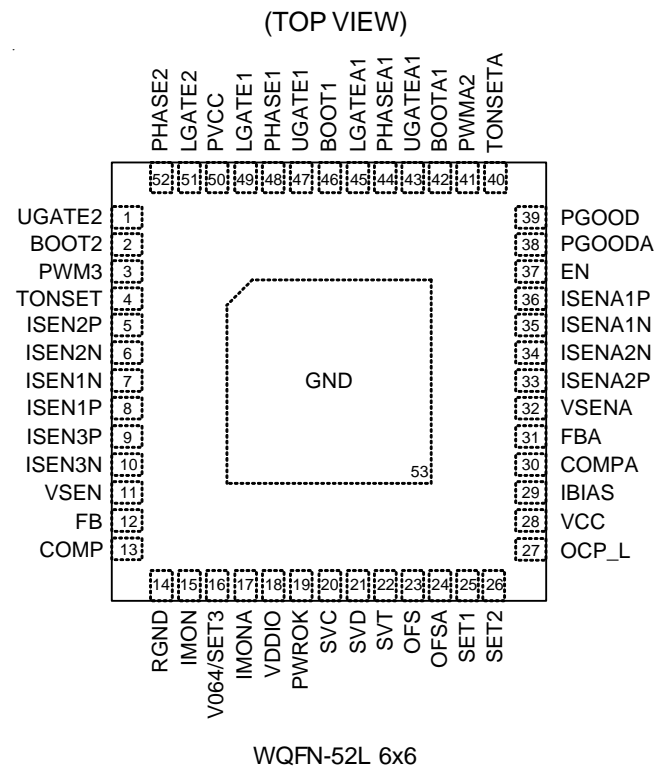 (TOP VIEW)
PHASE2
LGATE2
PVCC
LGATE1
PHASE1
UGATE1
BOOT1
LGATEA1
PHASEA1
UGATEA1
BOOTA1
PWMA2
TONSETA
52 51 50 49 48 47 46 45 44 43 42 41 40
UGATE2 1
BOOT2 2
PWM3 3
TONSET 4
ISEN2P 5
ISEN2N 6
ISEN1N 7
ISEN1P 8
ISEN3P 9
ISEN3N 10
VSEN 11
FB 12
COMP 13
GND
53
39 PGOOD
38 PGOODA
37 EN
36 ISENA1P
35 ISENA1N
34 ISENA2N
33 ISENA2P
32 VSENA
31 FBA
30 COMPA
29 IBIAS
28 VCC
27 OCP_L
14 15 16 17 18 19 20 21 22 23 24 25 26
RGND
IMON
V064/SET3
IMONA
VDDIO
PWROK
SVC
SVD
SVT
OFS
OFSA
SET1
SET2
WQFN-52L 6x6